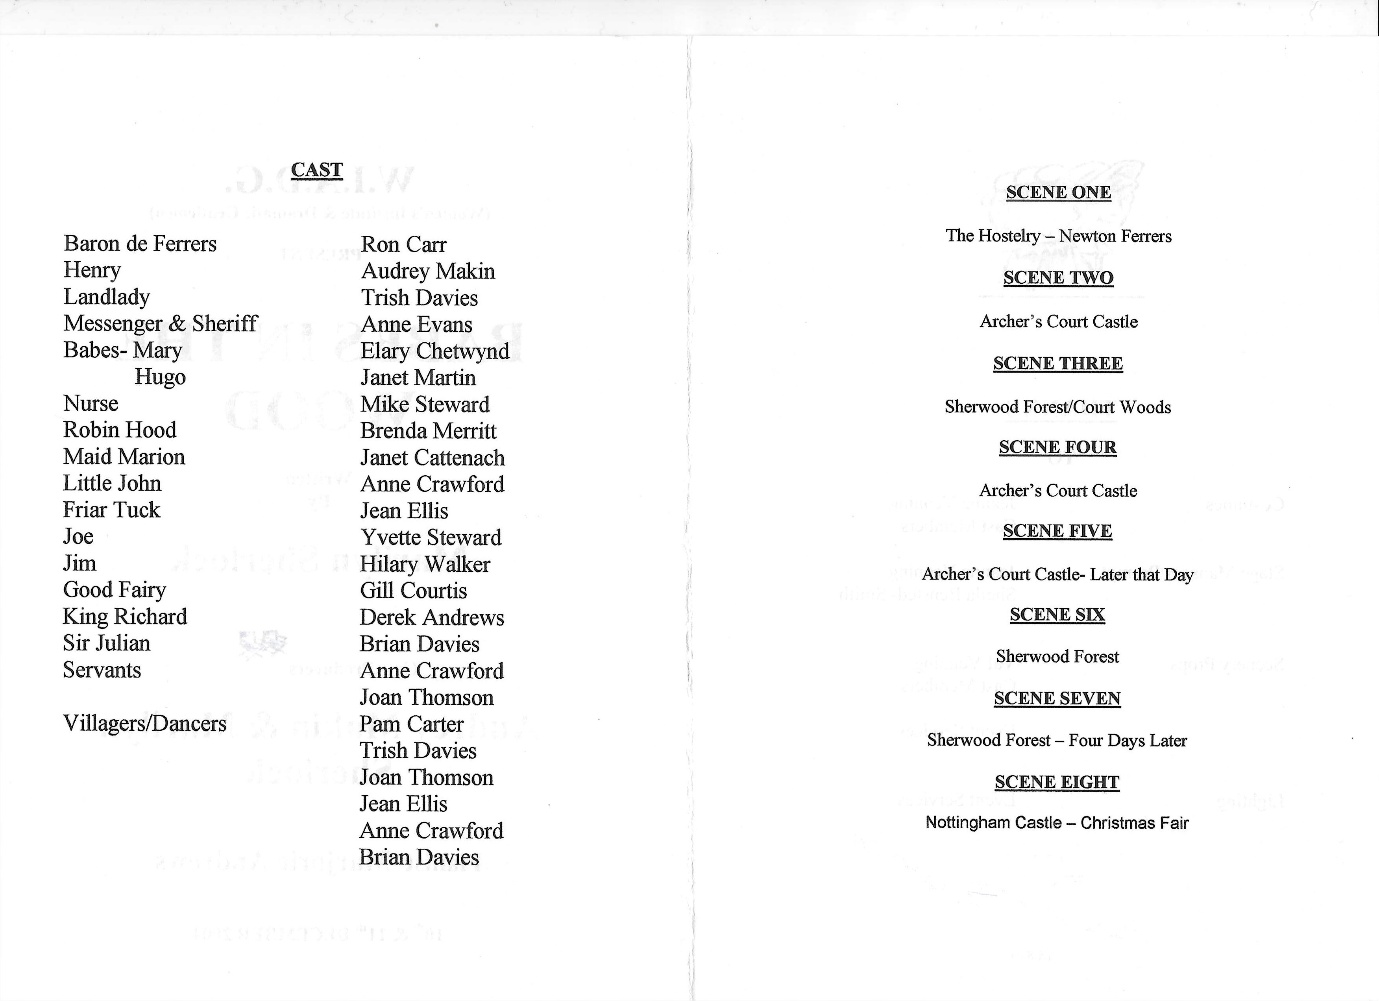 CAST
Baron de Ferrers Ron Carr
Henry Audrey Makin
Landlady Trish Davies
Messenger & Sheriff Anne Evans
Babes- Mary Elary Chetwynd
Hugo Janet Martin
Nurse Mike Steward
Robin Hood Brenda Merritt
Maid Marion Janet Cattenach
Little John Anne Crawford
Friar Tuck Jean Ellis
Joe Yvette Steward
Jim Hilary Walker
Good Fairy Gill Courtis
King Richard Derek Andrews
Sir Julian Brian Davies
Servants Anne Crawford
Joan Thomson
Villagers/Dancers Pam Carter
Trish Davies
Joan Thomson
Jean Ellis
Anne Crawford
Brian Davies
SCENE ONE
The Hostelry – Newton Ferrers
SCENE TWO
Archer's Court Castle
SCENE THREE
Sherwood Forest/Court Woods
SCENE FOUR
Archer's Court Castle
SCENE FIVE
Archer's Court Castle- Later that Day
SCENE SIX
Sherwood Forest
SCENE SEVEN
Sherwood Forest – Four Days Later
SCENE EIGHT
Nottingham Castle – Christmas Fair